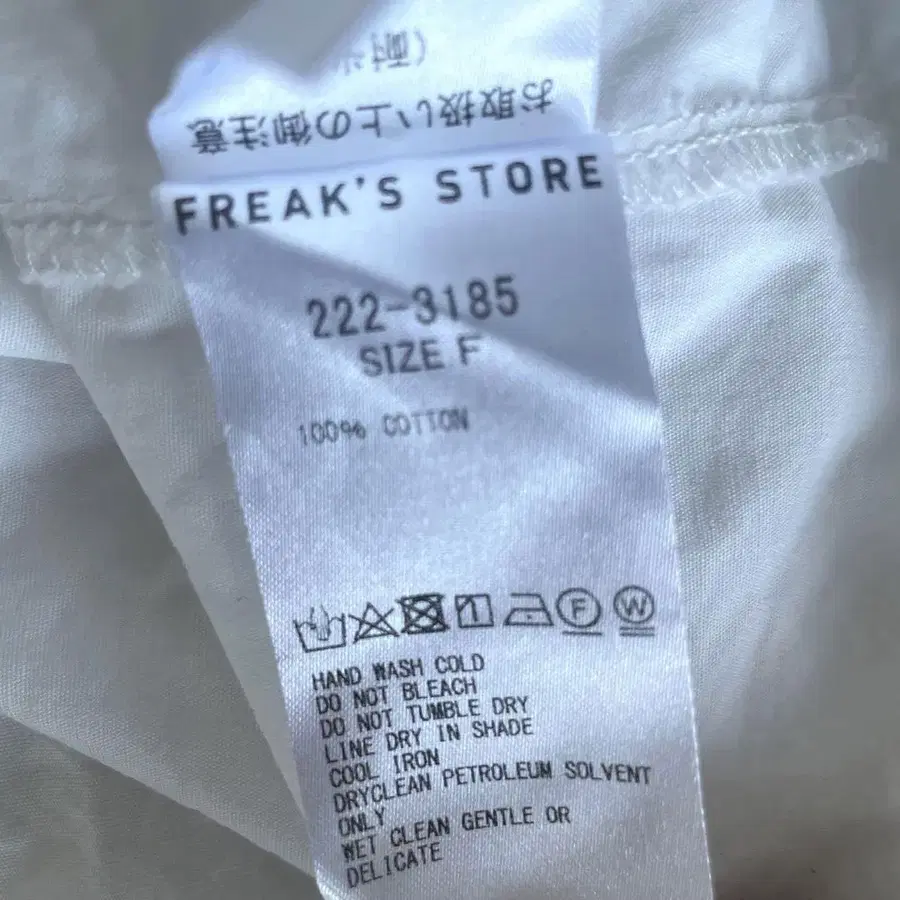 お取扱い上の御注意
FREAK'S STORE
222-3185
SIZE F
100% COTTON
F W
HAND WASH COLD
DO NOT BLEACH
DO NOT TUMBLE DRY
LINE DRY IN SHADE
COOL IRON
DRYCLEAN PETROLEUM SOLVENT
ONLY
WET CLEAN GENTLE OR
DELICATE